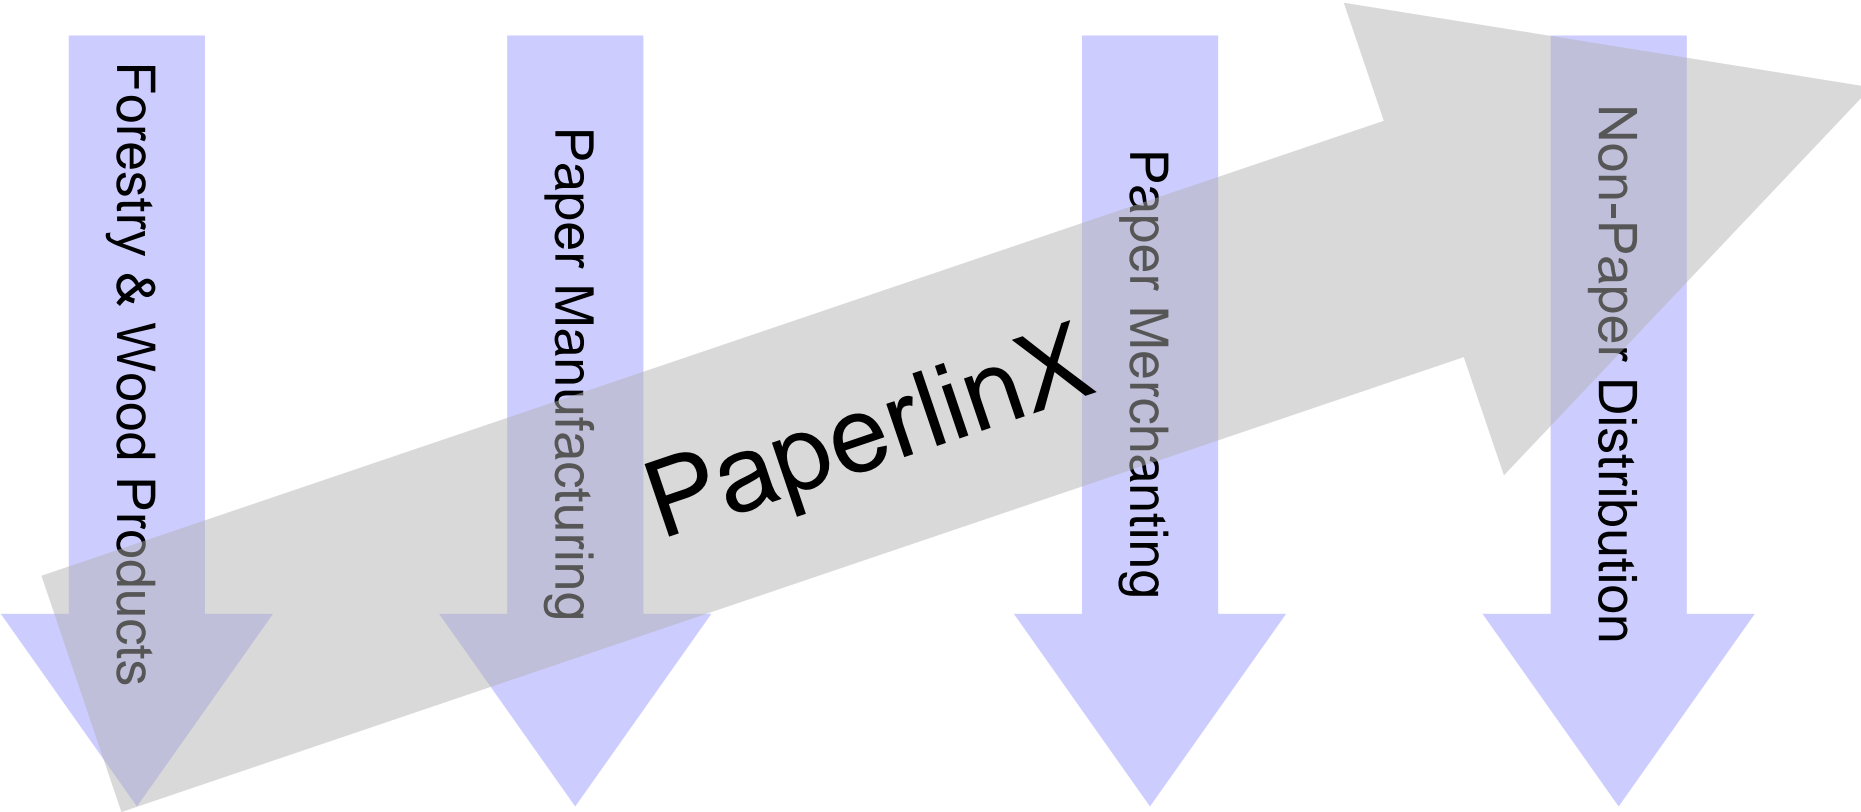 Forestry & Wood Products
Paper Manufacturing
PaperlinX
Paper Merchanting
Non-Paper Distribution